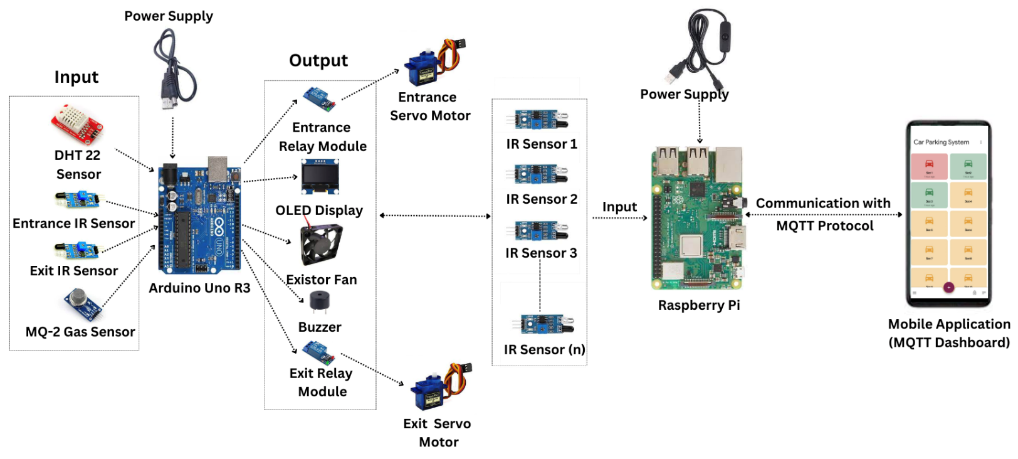 Power Supply
Input
DHT 22
Sensor
Entrance IR Sensor
Exit IR Sensor
MQ-2 Gas Sensor
Arduino Uno R3
Output
Entrance
Relay Module
OLED Display
Existor Fan
Buzzer
Exit Relay
Module
Entrance
Servo Motor
Exit Servo
Motor
IR Sensor 1
IR Sensor 2
IR Sensor 3
IR Sensor (n)
Input
Power Supply
Raspberry Pi
Communication with
MQTT Protocol
Car Parking System
Mobile Application
(MQTT Dashboard)